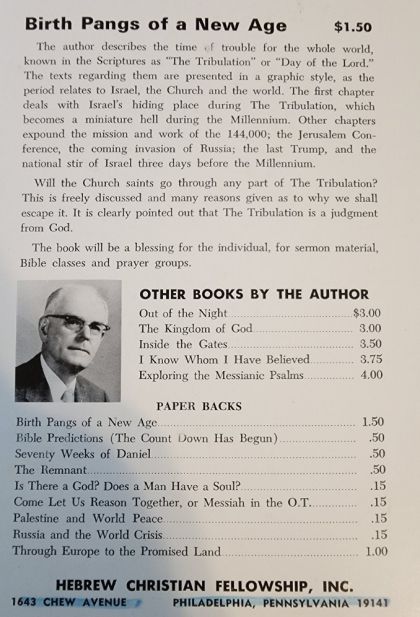 Birth Pangs of a New Age $1.50
The author describes the time of trouble for the whole world,
known in the Scriptures as "The Tribulation" or "Day of the Lord."
The texts regarding them are presented in a graphic style, as the
period relates to Israel, the Church and the world. The first chapter
deals with Israel's hiding place during The Tribulation, which
becomes a miniature hell during the Millennium. Other chapters
expound the mission and work of the 144,000; the Jerusalem Con-
ference, the coming invasion of Russia; the last Trump, and the
national stir of Israel three days before the Millennium.
Will the Church saints go through any part of The Tribulation?
This is freely discussed and many reasons given as to why we shall
escape it. It is clearly pointed out that The Tribulation is a judgment
from God.
The book will be a blessing for the individual, for sermon material,
Bible classes and prayer groups.
OTHER BOOKS BY THE AUTHOR
Out of the Night $3.00
The Kingdom of God 3.00
Inside the Gates 3.50
I Know Whom I Have Believed 3.75
Exploring the Messianic Psalms 4.00
PAPER BACKS
Birth Pangs of a New Age 1.50
Bible Predictions (The Count Down Has Begun) .50
Seventy Weeks of Daniel .50
The Remnant .50
Is There a God? Does a Man Have a Soul? .15
Come Let Us Reason Together, or Messiah in the O.T. .15
Palestine and World Peace .15
Russia and the World Crisis .15
Through Europe to the Promised Land 1.00
HEBREW CHRISTIAN FELLOWSHIP, INC.
1643 CHEW AVENUE PHILADELPHIA, PENNSYLVANIA 19141